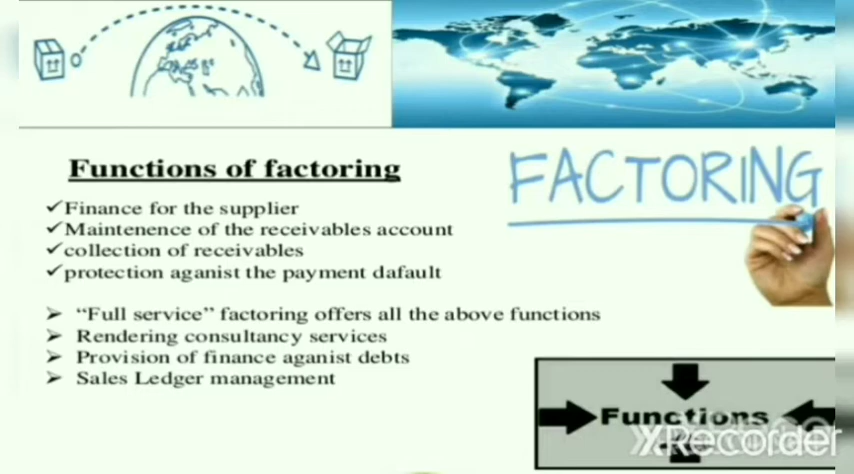 Functions of factoring
FACTORING
✓Finance for the supplier
✓Maintenence of the receivables account
✓collection of receivables
✓protection aganist the payment dafault
➤ “Full service” factoring offers all the above functions
➤ Rendering consultancy services
➤ Provision of finance aganist debts
➤ Sales Ledger management
Functions
XRecorder